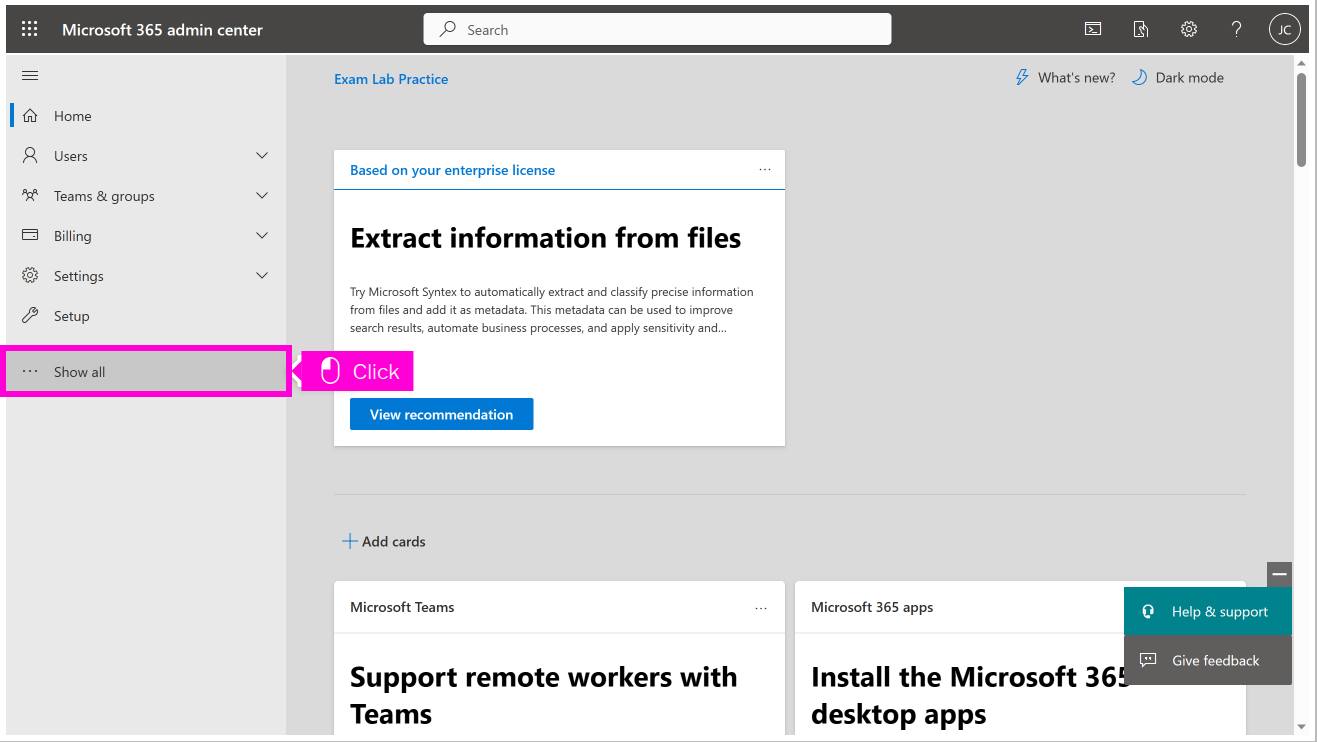 Microsoft 365 admin center
Search
JC
Exam Lab Practice
What's new?
Dark mode
Home
Users
Teams & groups
Billing
Settings
Setup
Show all
Click
Based on your enterprise license
Extract information from files
Try Microsoft Syntex to automatically extract and classify precise information
from files and add it as metadata. This metadata can be used to improve
search results, automate business processes, and apply sensitivity and...
View recommendation
Add cards
Microsoft Teams
Support remote workers with
Teams
Microsoft 365 apps
Install the Microsoft 365
desktop apps
Help & support
Give feedback